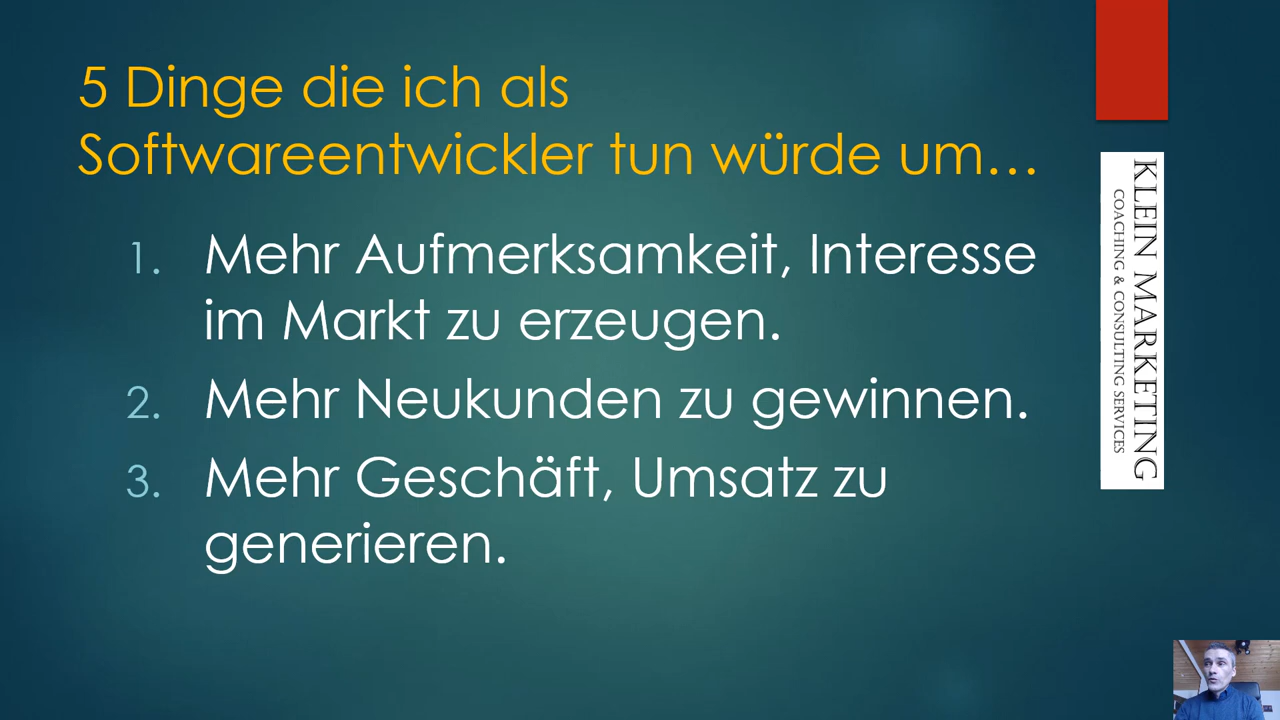 5 Dinge die ich als
Softwareentwickler tun würde um…
1. Mehr Aufmerksamkeit, Interesse
im Markt zu erzeugen.
2. Mehr Neukunden zu gewinnen.
3. Mehr Geschäft, Umsatz zu
generieren.
KLEIN MARKETING
COACHING & CONSULTING SERVICES